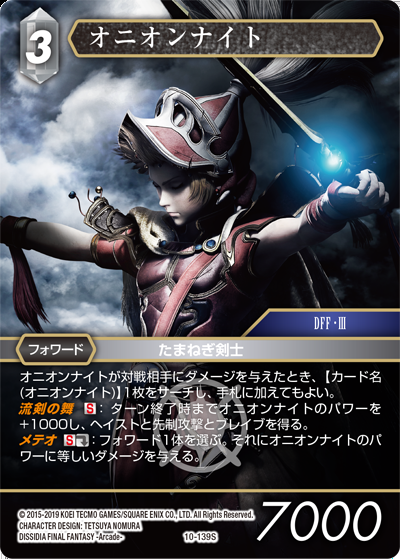 3
オニオンナイト
DFF・III
フォワード
たまねぎ剣士
オニオンナイトが対戦相手にダメージを与えたとき、【カード名
(オニオンナイト)】1枚をサーチし、手札に加えてもよい。
流剣の舞 S：ターン終了時までオニオンナイトのパワーを
+1000し、ヘイストと先制攻撃とブレイブを得る。
メテオ S：フォワード1体を選ぶ。それにオニオンナイトのパ
ワーに等しいダメージを与える。
© 2015-2019 KOEI TECMO GAMES/SQUARE ENIX CO., LTD. All Rights Reserved.
CHARACTER DESIGN: TETSUYA NOMURA
DISSIDIA FINAL FANTASY -Arcade-
10-139S
7000